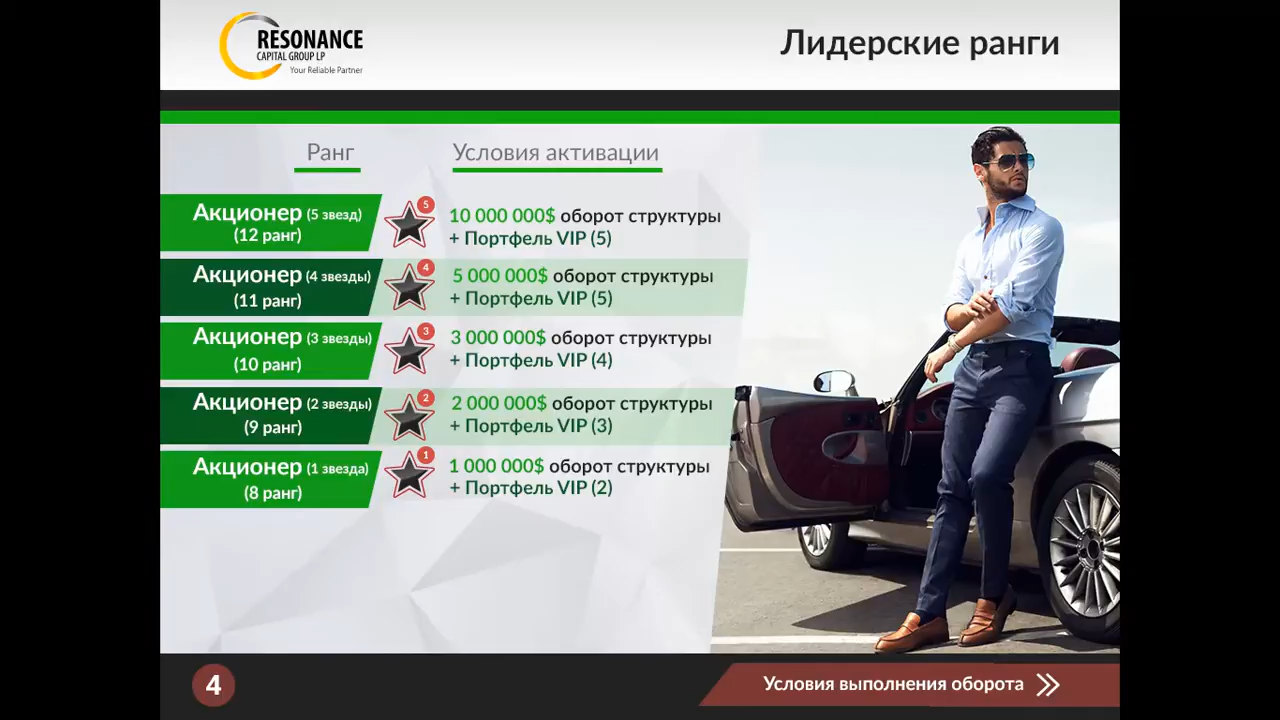 RESONANCE
CAPITAL GROUP LP
Your Reliable Partner
Лидерские ранги
Ранг
Условия активации
Акционер (5 звезд)
(12 ранг)
5
10 000 000$ оборот структуры
+ Портфель VIP (5)
Акционер (4 звезды)
(11 ранг)
4
5 000 000$ оборот структуры
+ Портфель VIP (5)
Акционер (3 звезды)
(10 ранг)
3
3 000 000$ оборот структуры
+ Портфель VIP (4)
Акционер (2 звезды)
(9 ранг)
2
2 000 000$ оборот структуры
+ Портфель VIP (3)
Акционер (1 звезда)
(8 ранг)
1
1 000 000$ оборот структуры
+ Портфель VIP (2)
4
Условия выполнения оборота